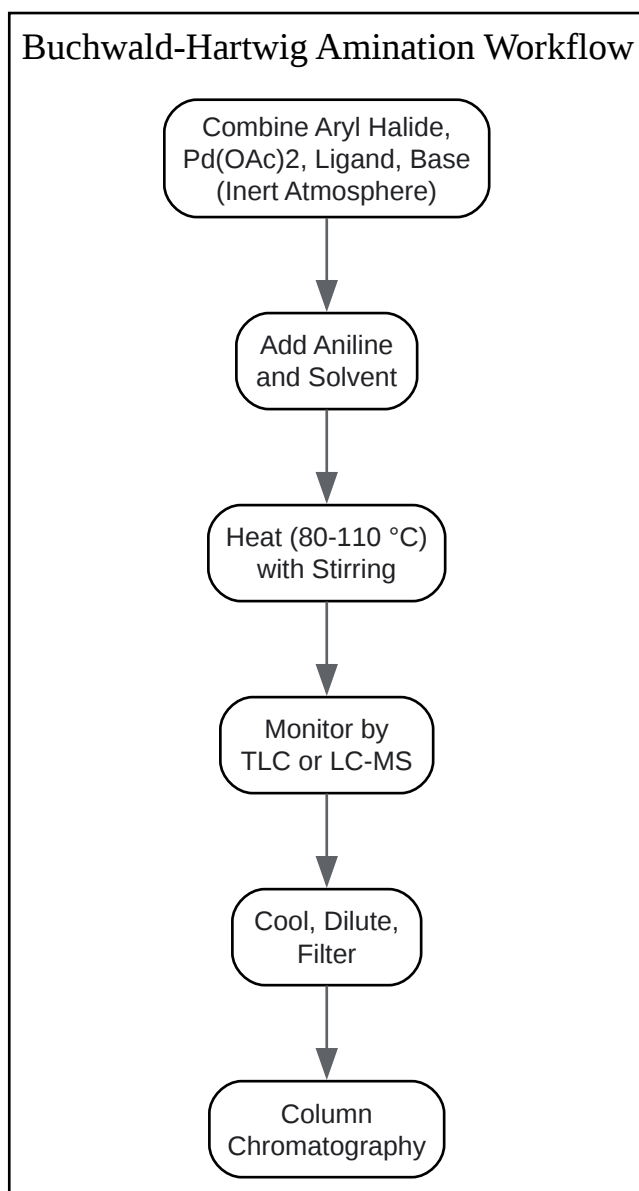 Buchwald-Hartwig Amination Workflow
Combine Aryl Halide,
Pd(OAc)2, Ligand, Base
(Inert Atmosphere)
Add Aniline
and Solvent
Heat (80-110 °C)
with Stirring
Monitor by
TLC or LC-MS
Cool, Dilute,
Filter
Column
Chromatography